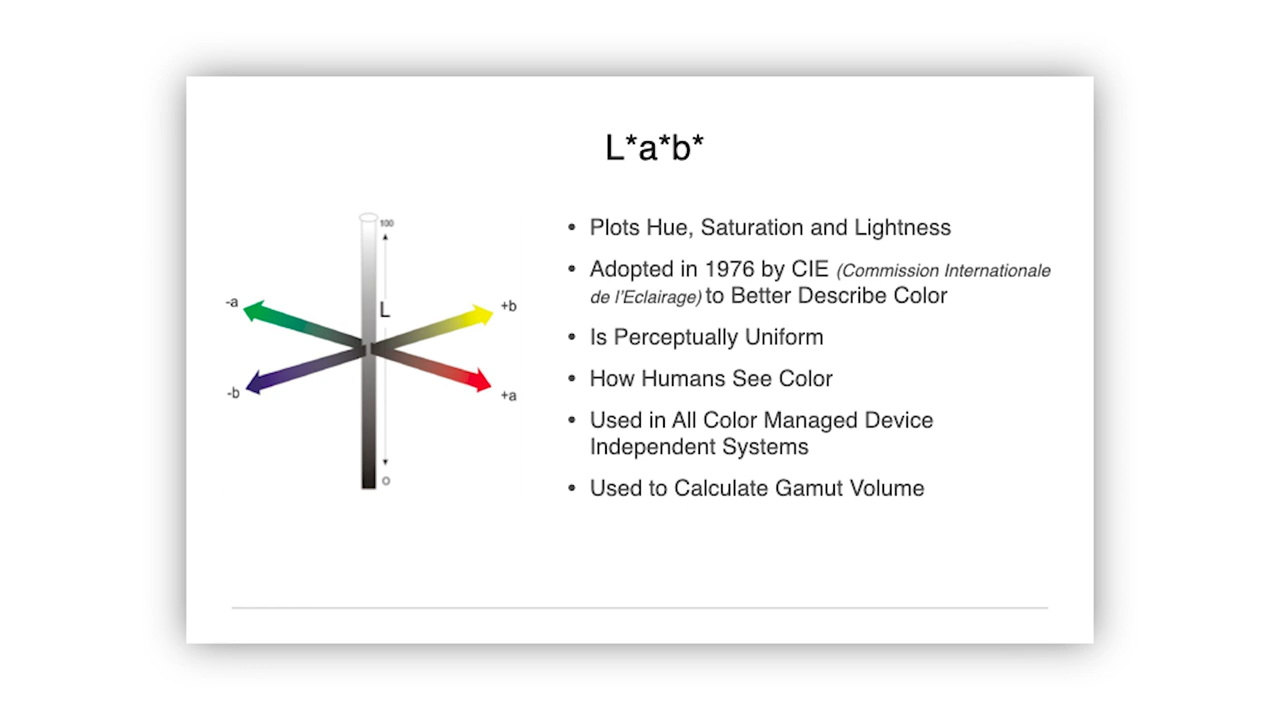 L*a*b*
100
L
-a
+b
-b
+a
0
• Plots Hue, Saturation and Lightness
• Adopted in 1976 by CIE (Commission Internationale
de l'Eclairage) to Better Describe Color
• Is Perceptually Uniform
• How Humans See Color
• Used in All Color Managed Device
Independent Systems
• Used to Calculate Gamut Volume